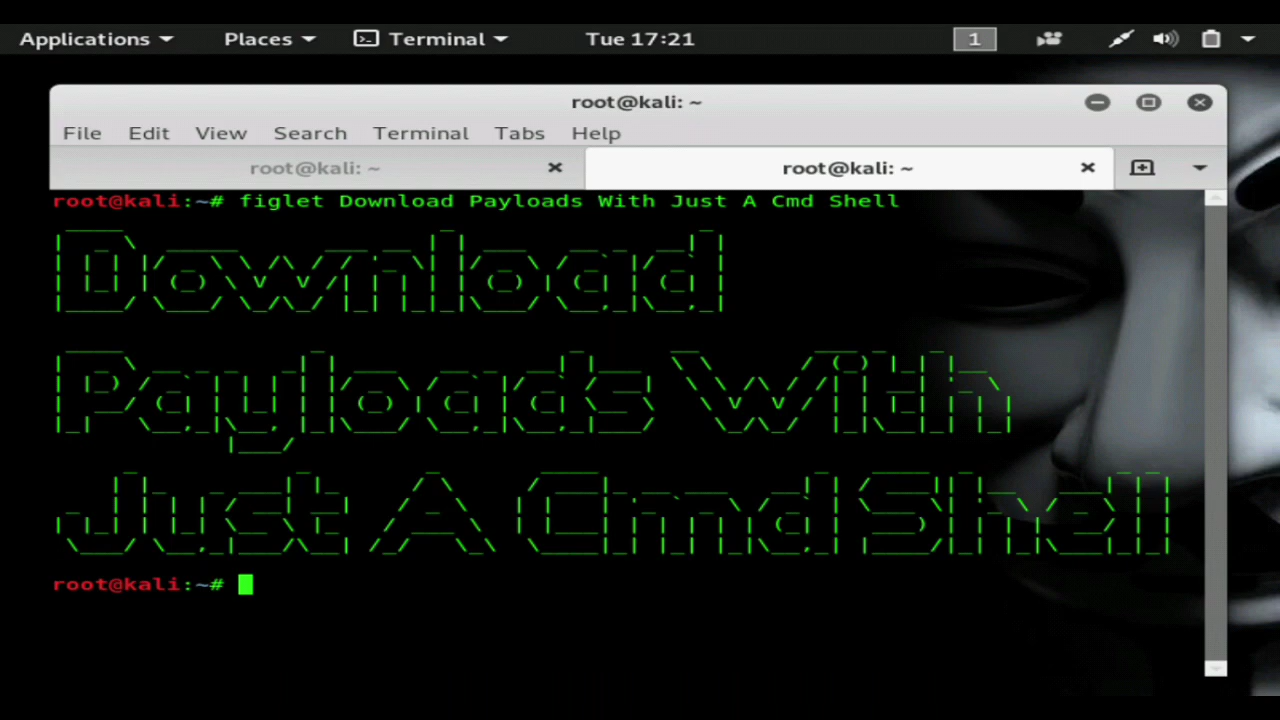 Applications Places Terminal Tue 17:21 1
root@kali: ~
File Edit View Search Terminal Tabs Help
root@kali: ~ root@kali: ~
root@kali:~# figlet Download Payloads With Just A Cmd Shell
Download
Payloads With
Just A Cmd Shell
root@kali:~#